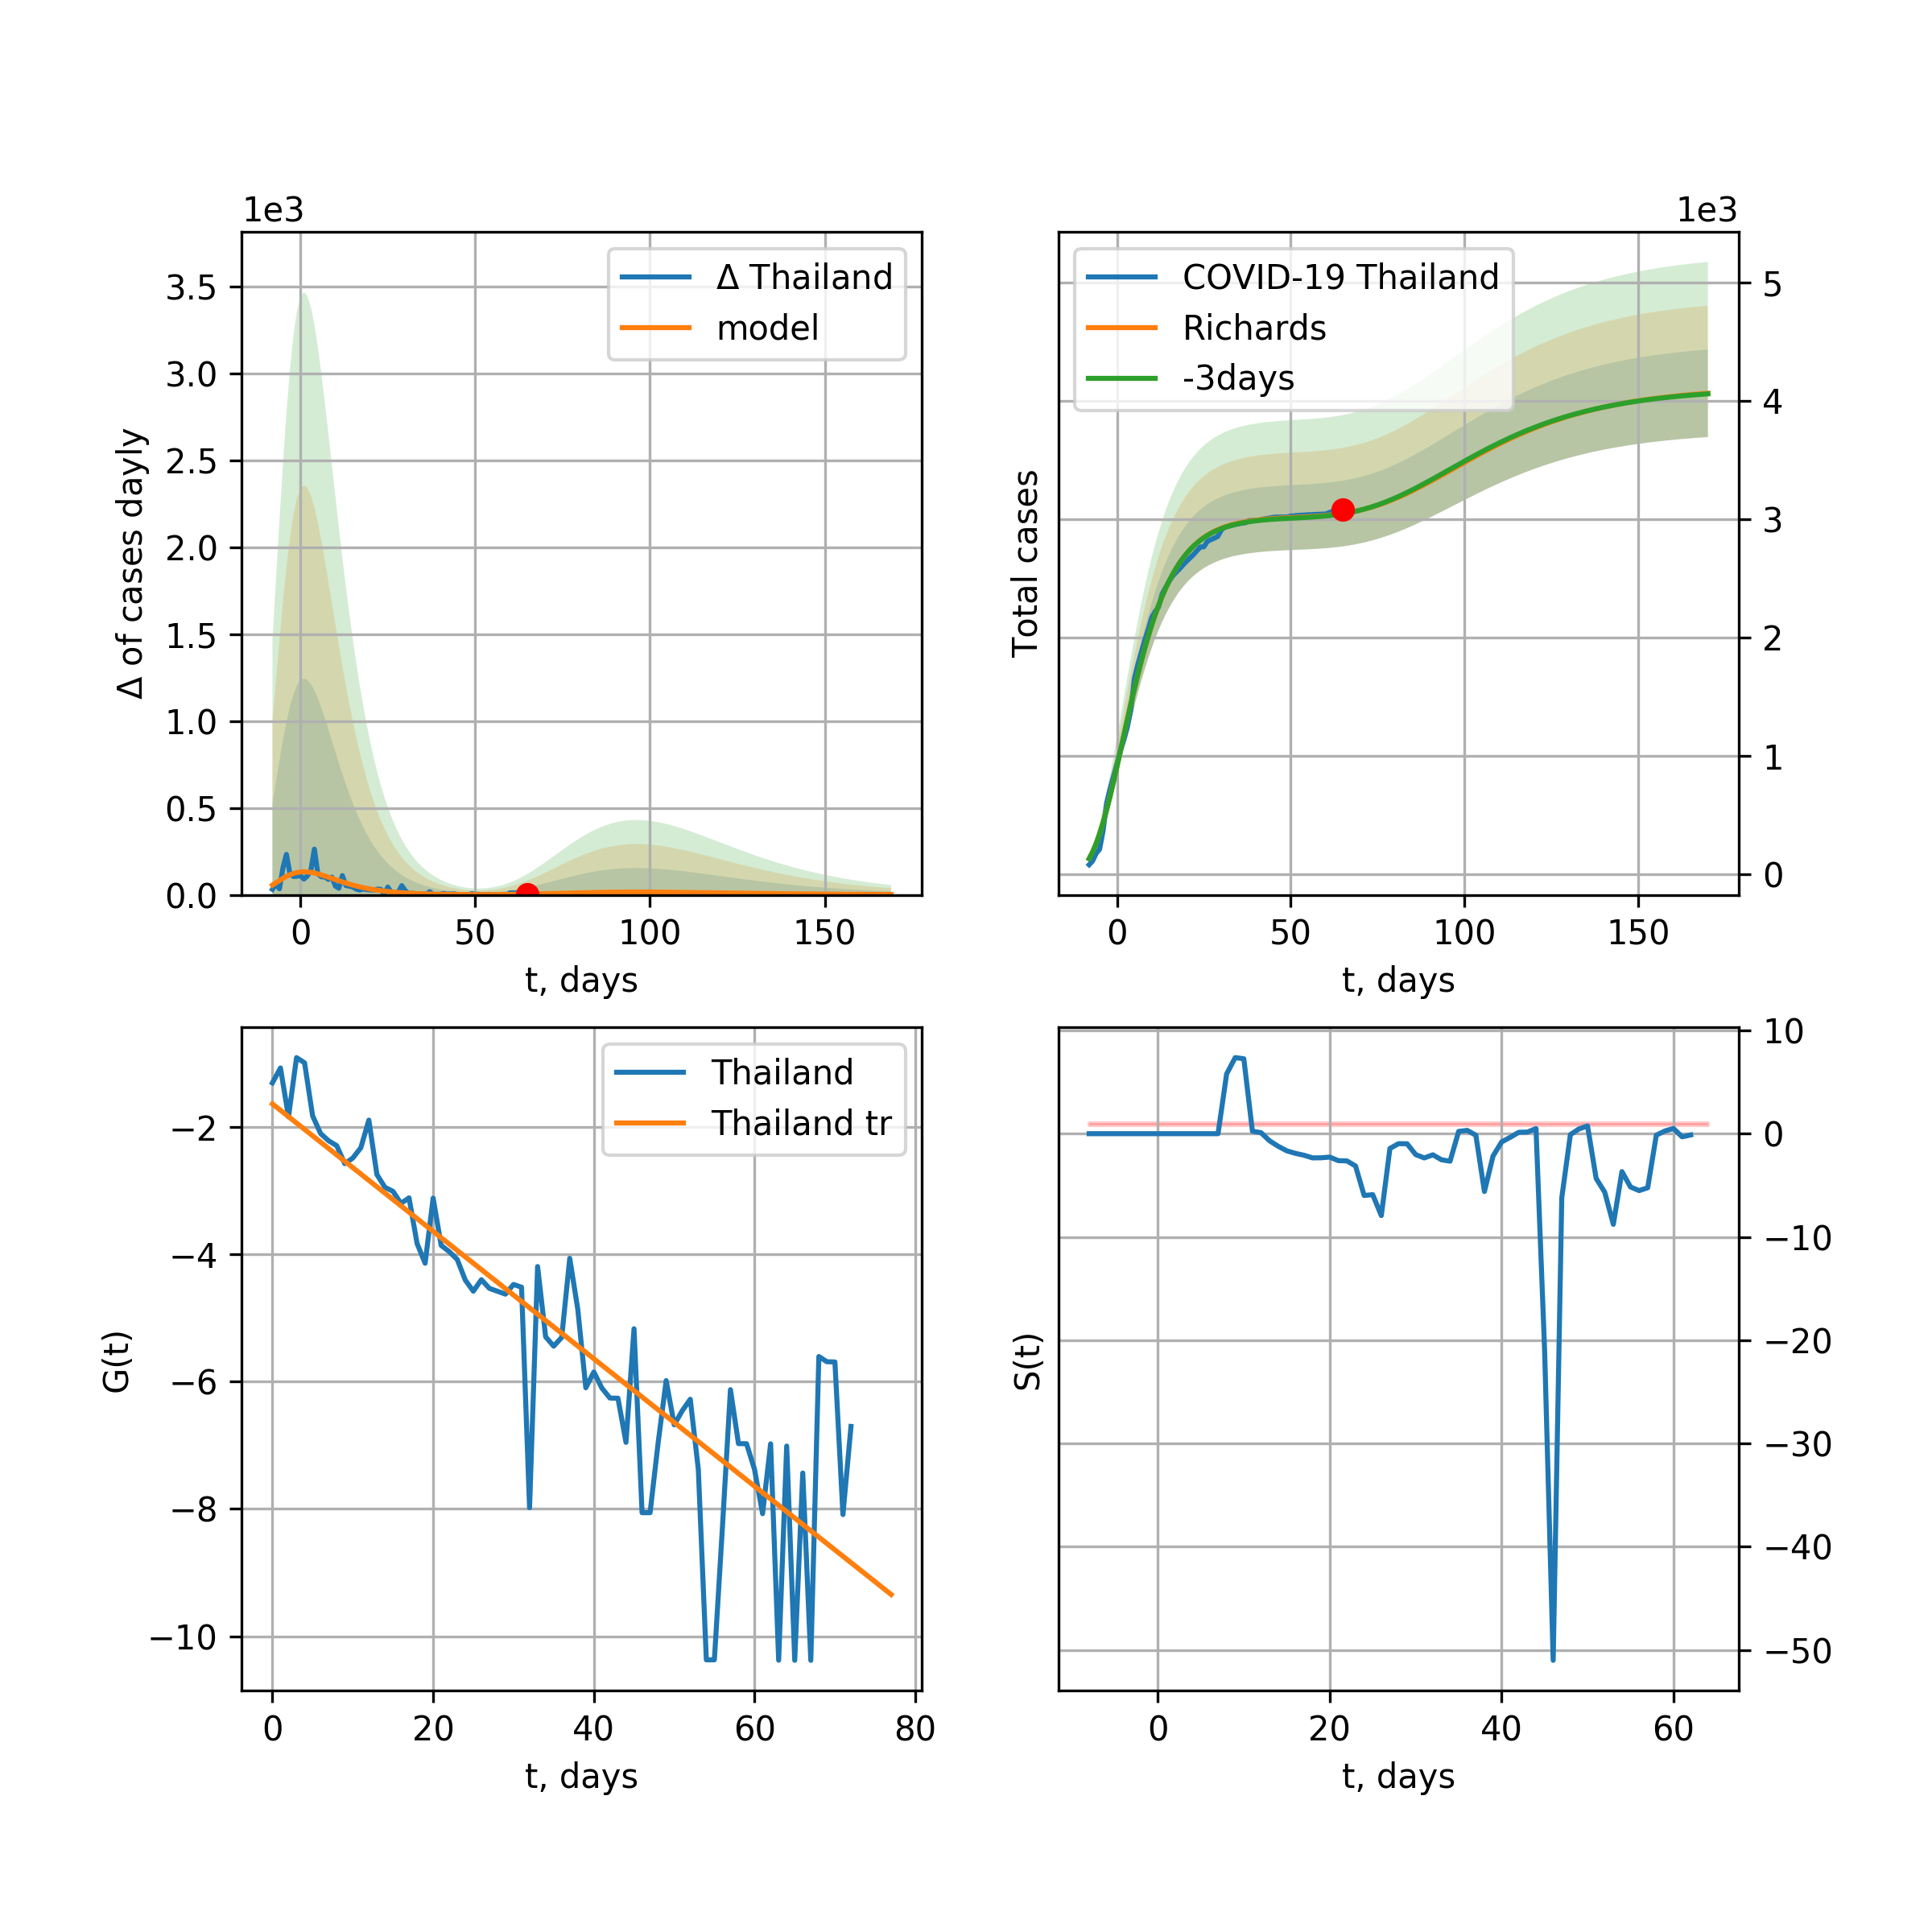 1e3
Δ of cases dayly
3.5
3.0
2.5
2.0
1.5
1.0
0.5
0.0
0 50 100 150
t, days
Δ Thailand
model
1e3
Total cases
5
4
3
2
1
0
0 50 100 150
t, days
COVID-19 Thailand
Richards
-3days
G(t)
−2
−4
−6
−8
−10
0 20 40 60 80
t, days
Thailand
Thailand tr
S(t)
10
0
−10
−20
−30
−40
−50
0 20 40 60
t, days